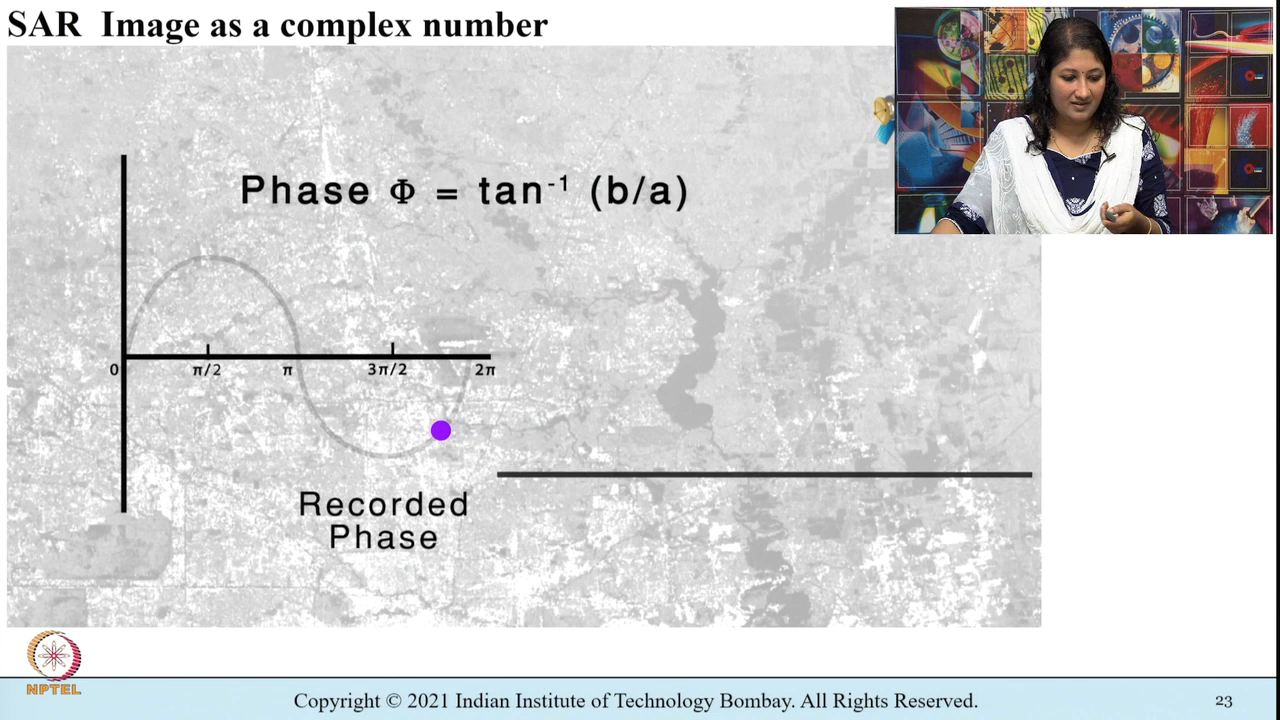 SAR Image as a complex number
Phase Φ = tan⁻¹ (b/a)
0 π/2 π 3π/2 2π
Recorded
Phase
NPTEL
Copyright © 2021 Indian Institute of Technology Bombay. All Rights Reserved.
23